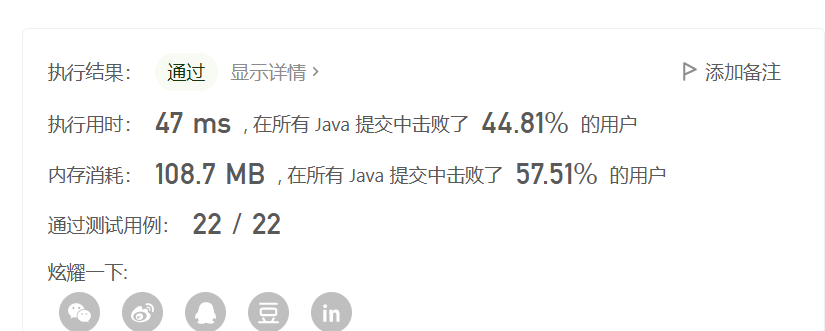 执行结果： 通过 显示详情 > 添加备注
执行用时： 47 ms , 在所有 Java 提交中击败了 44.81% 的用户
内存消耗： 108.7 MB , 在所有 Java 提交中击败了 57.51% 的用户
通过测试用例： 22 / 22
炫耀一下:
豆 in